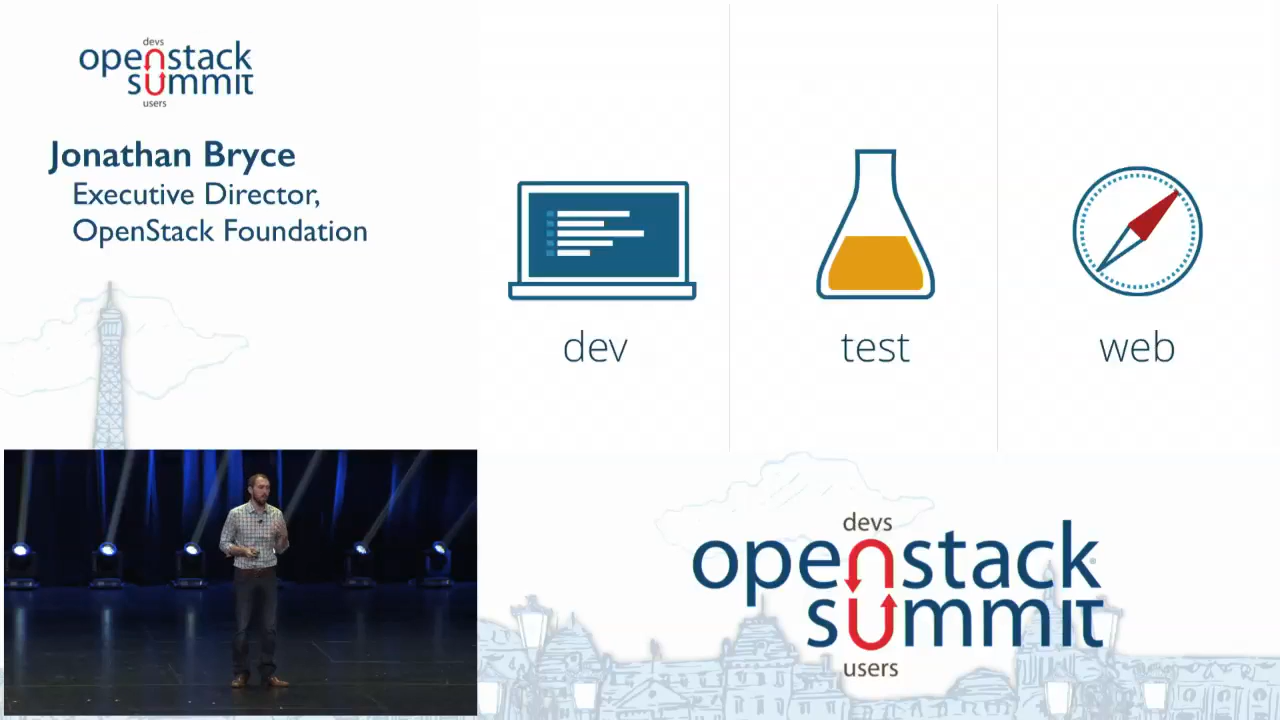 devs
openstack
summit
users
Jonathan Bryce
Executive Director,
OpenStack Foundation
dev
test
web
devs
openstack
summit
users